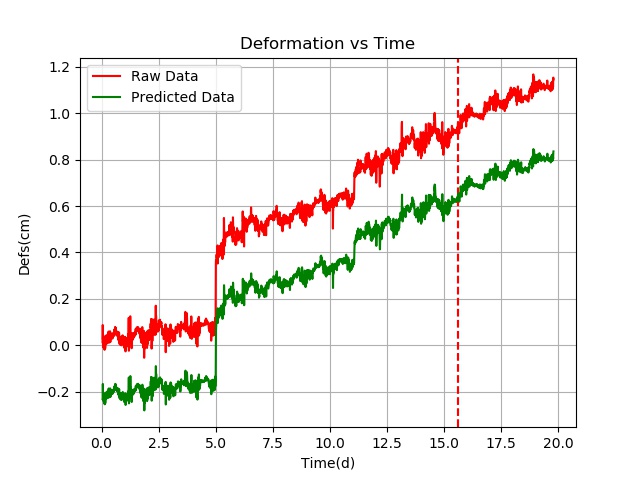 Deformation vs Time
Raw Data
Predicted Data
Defs(cm)
1.2
1.0
0.8
0.6
0.4
0.2
0.0
−0.2
0.0 2.5 5.0 7.5 10.0 12.5 15.0 17.5 20.0
Time(d)